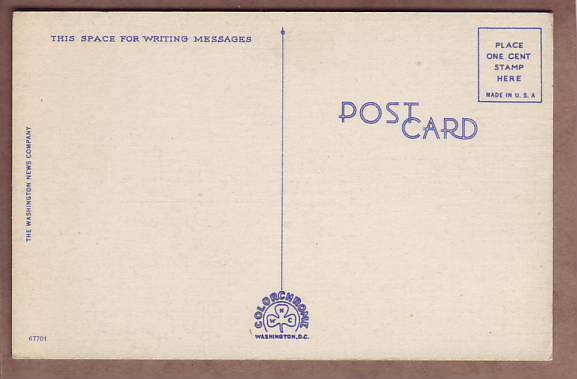 THIS SPACE FOR WRITING MESSAGES
PLACE
ONE CENT
STAMP
HERE
MADE IN U. S. A
POST
CARD
THE WASHINGTON NEWS COMPANY
COLORCHROME
N
W C
WASHINGTON, D.C.
67701